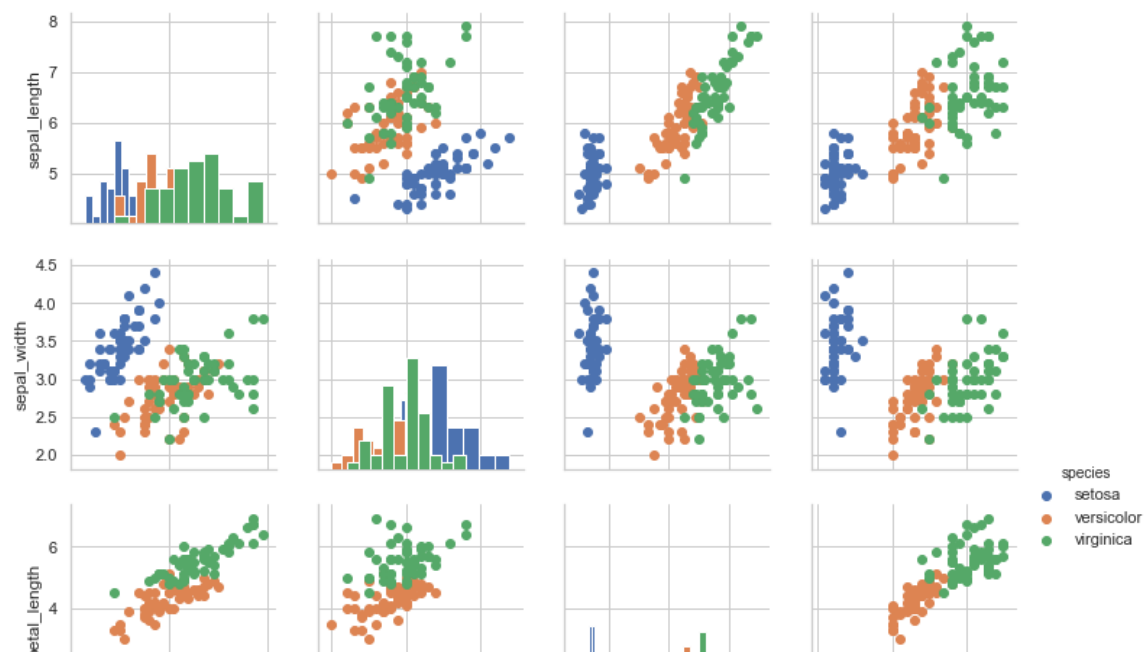 8
7
6
5
sepal_length
4.5
4.0
3.5
3.0
2.5
2.0
sepal_width
6
4
etal_length
species
setosa
versicolor
virginica